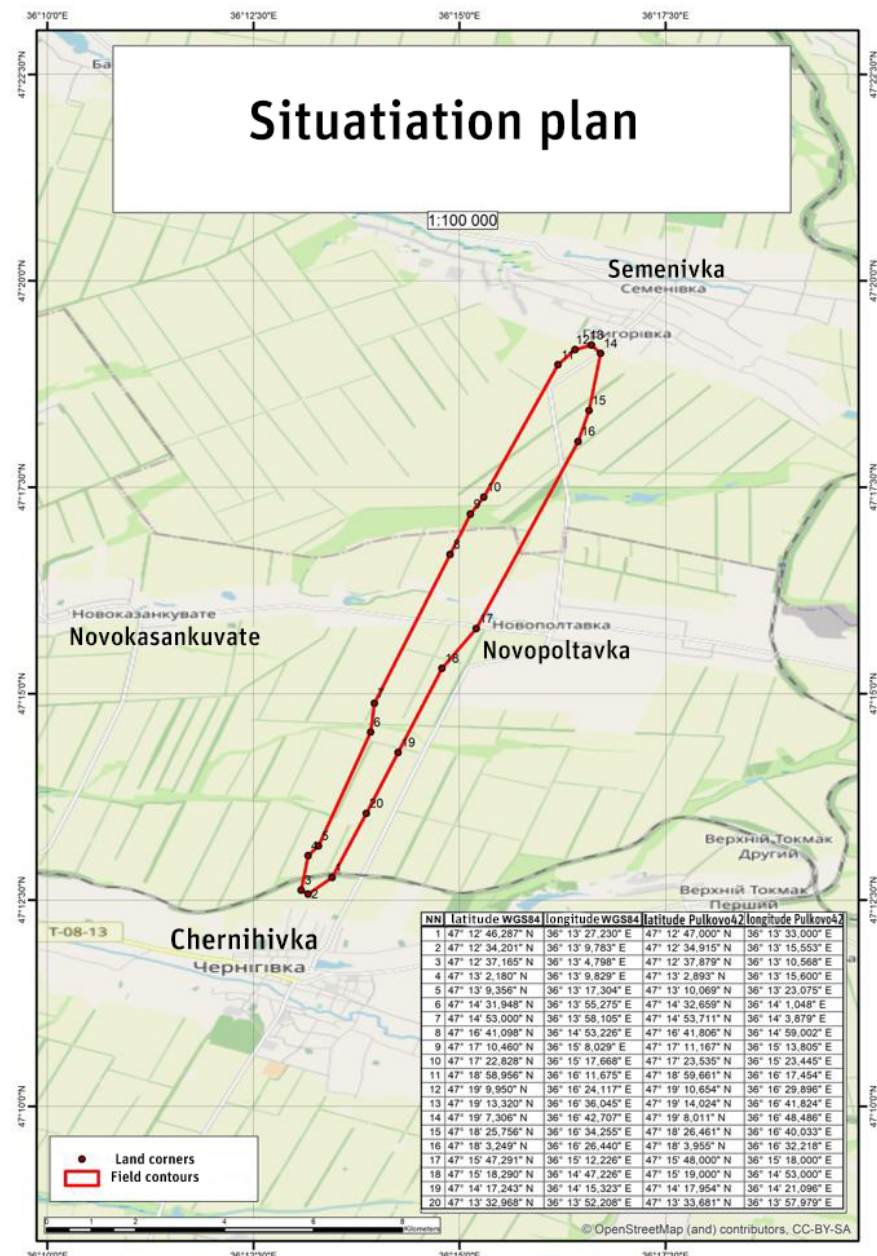 36°10'0"E 36°12'30"E 36°15'0"E 36°17'30"E
47°22'30"N 47°22'30"N
Ба
Situatiation plan
1:100 000
47°20'0"N 47°20'0"N
Semenivka
Семенівка
Григорівка
11 12 13 14
15
16
47°17'30"N 47°17'30"N
10
9
8
Новоказанкувате
Novokasankuvate
17 Новополтавка
Novopoltavka
18
47°15'0"N 47°15'0"N
7
6
19
20
5
4
Верхній Токмак
Другий
1
3
2
47°12'30"N 47°12'30"N
Верхній Токмак
Перший
Т-08-13
Chernihivka
Чернігівка
NN latitude WGS84 longitude WGS84 latitude Pulkovo42 longitude Pulkovo42
1 47° 12' 46,287" N 36° 13' 27,230" E 47° 12' 47,000" N 36° 13' 33,000" E
2 47° 12' 34,201" N 36° 13' 9,783" E 47° 12' 34,915" N 36° 13' 15,553" E
3 47° 12' 37,165" N 36° 13' 4,798" E 47° 12' 37,879" N 36° 13' 10,568" E
4 47° 13' 2,180" N 36° 13' 9,829" E 47° 13' 2,893" N 36° 13' 15,600" E
5 47° 13' 9,356" N 36° 13' 17,304" E 47° 13' 10,069" N 36° 13' 23,075" E
6 47° 14' 31,948" N 36° 13' 55,275" E 47° 14' 32,659" N 36° 14' 1,048" E
7 47° 14' 53,000" N 36° 13' 58,105" E 47° 14' 53,711" N 36° 14' 3,879" E
8 47° 16' 41,098" N 36° 14' 53,226" E 47° 16' 41,806" N 36° 14' 59,002" E
9 47° 17' 10,460" N 36° 15' 8,029" E 47° 17' 11,167" N 36° 15' 13,805" E
10 47° 17' 22,828" N 36° 15' 17,668" E 47° 17' 23,535" N 36° 15' 23,445" E
11 47° 18' 58,956" N 36° 16' 11,675" E 47° 18' 59,661" N 36° 16' 17,454" E
12 47° 19' 9,950" N 36° 16' 24,117" E 47° 19' 10,654" N 36° 16' 29,896" E
13 47° 19' 13,320" N 36° 16' 36,045" E 47° 19' 14,024" N 36° 16' 41,824" E
14 47° 19' 7,306" N 36° 16' 42,707" E 47° 19' 8,011" N 36° 16' 48,486" E
15 47° 18' 25,756" N 36° 16' 34,255" E 47° 18' 26,461" N 36° 16' 40,033" E
16 47° 18' 3,249" N 36° 16' 26,440" E 47° 18' 3,955" N 36° 16' 32,218" E
17 47° 15' 47,291" N 36° 15' 12,226" E 47° 15' 48,000" N 36° 15' 18,000" E
18 47° 15' 18,290" N 36° 14' 47,226" E 47° 15' 19,000" N 36° 14' 53,000" E
19 47° 14' 17,243" N 36° 14' 15,323" E 47° 14' 17,954" N 36° 14' 21,096" E
20 47° 13' 32,968" N 36° 13' 52,208" E 47° 13' 33,681" N 36° 13' 57,979" E
47°10'0"N 47°10'0"N
Land corners
Field contours
0 1 2 4 6 8
Kilometers
© OpenStreetMap (and) contributors, CC-BY-SA
36°10'0"E 36°12'30"E 36°15'0"E 36°17'30"E